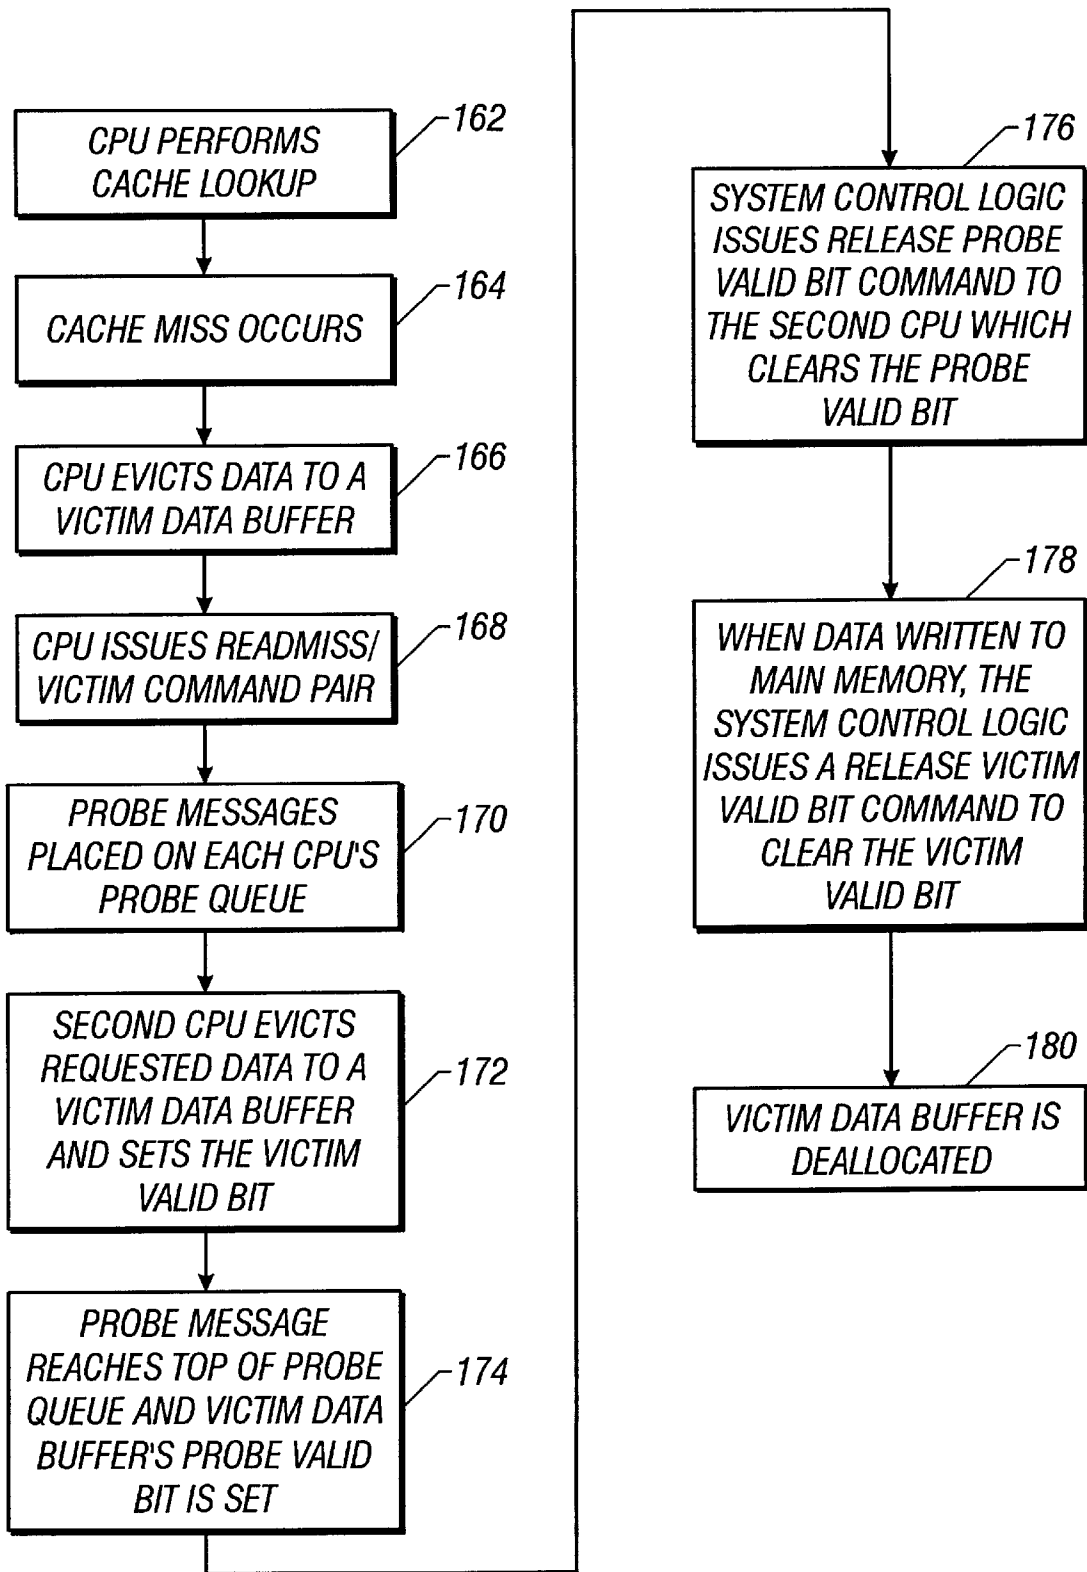 CPU PERFORMS
CACHE LOOKUP
162
CACHE MISS OCCURS
164
CPU EVICTS DATA TO A
VICTIM DATA BUFFER
166
CPU ISSUES READMISS/
VICTIM COMMAND PAIR
168
PROBE MESSAGES
PLACED ON EACH CPU'S
PROBE QUEUE
170
SECOND CPU EVICTS
REQUESTED DATA TO A
VICTIM DATA BUFFER
AND SETS THE VICTIM
VALID BIT
172
PROBE MESSAGE
REACHES TOP OF PROBE
QUEUE AND VICTIM DATA
BUFFER'S PROBE VALID
BIT IS SET
174
176
SYSTEM CONTROL LOGIC
ISSUES RELEASE PROBE
VALID BIT COMMAND TO
THE SECOND CPU WHICH
CLEARS THE PROBE
VALID BIT
178
WHEN DATA WRITTEN TO
MAIN MEMORY, THE
SYSTEM CONTROL LOGIC
ISSUES A RELEASE VICTIM
VALID BIT COMMAND TO
CLEAR THE VICTIM
VALID BIT
180
VICTIM DATA BUFFER IS
DEALLOCATED